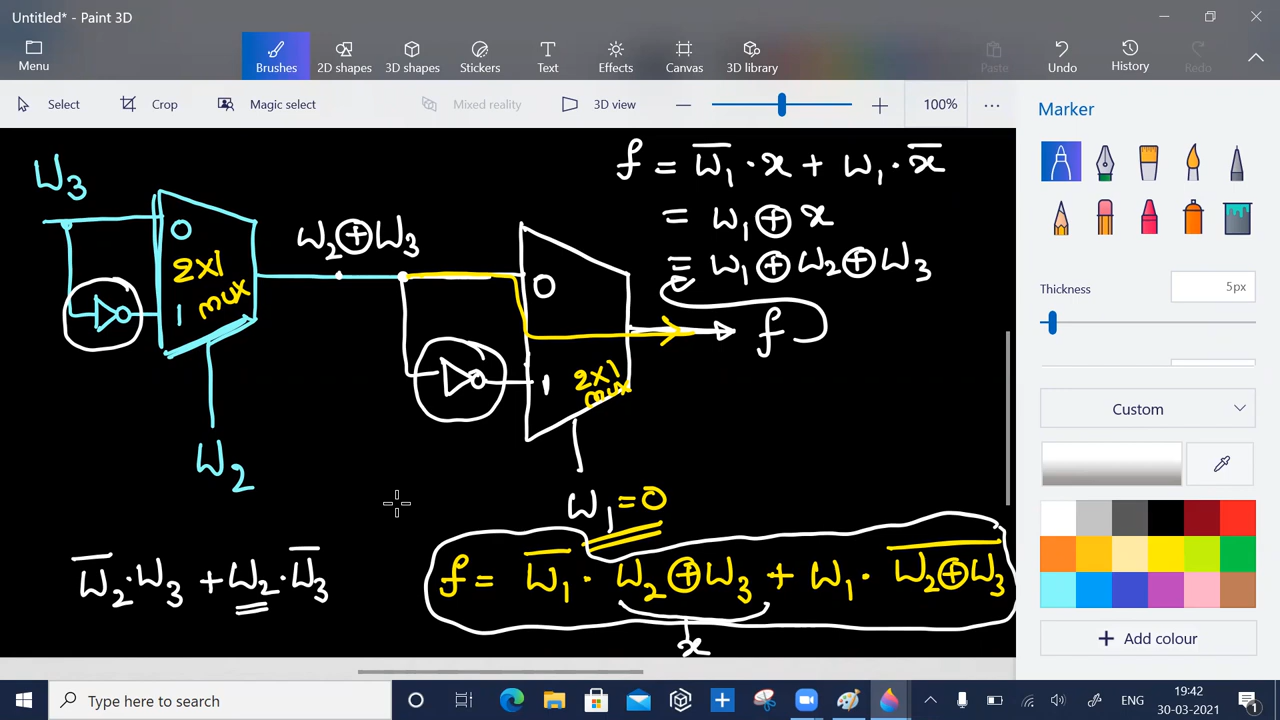 Untitled* - Paint 3D
Menu
Brushes
2D shapes
3D shapes
Stickers
Text
Effects
Canvas
3D library
Paste
Undo
History
Redo
Select
Crop
Magic select
Mixed reality
3D view
100%
Marker
Thickness
5px
Custom
Add colour
W3
0
2x1
mux
1
W2
W2⊕W3
0
2x1
mux
1
W1 = 0
f
f = W̅1·x + W1·x̅
= W1⊕x
= W1⊕W2⊕W3
W̅2·W3 + W2·W̅3
f = W̅1· W2⊕W3 + W1· \overline{W2⊕W3}
x
Type here to search
ENG
19:42
30-03-2021
1